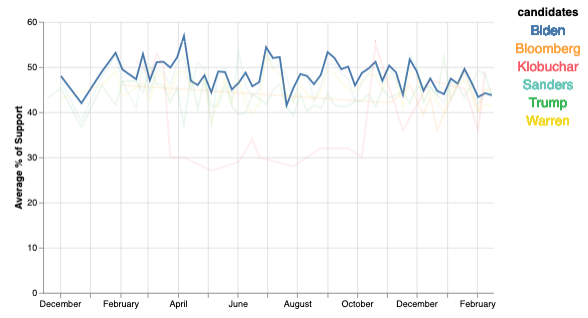 candidates
Biden
Bloomberg
Klobuchar
Sanders
Trump
Warren
Average % of Support
60
50
40
30
20
10
0
December February April June August October December February